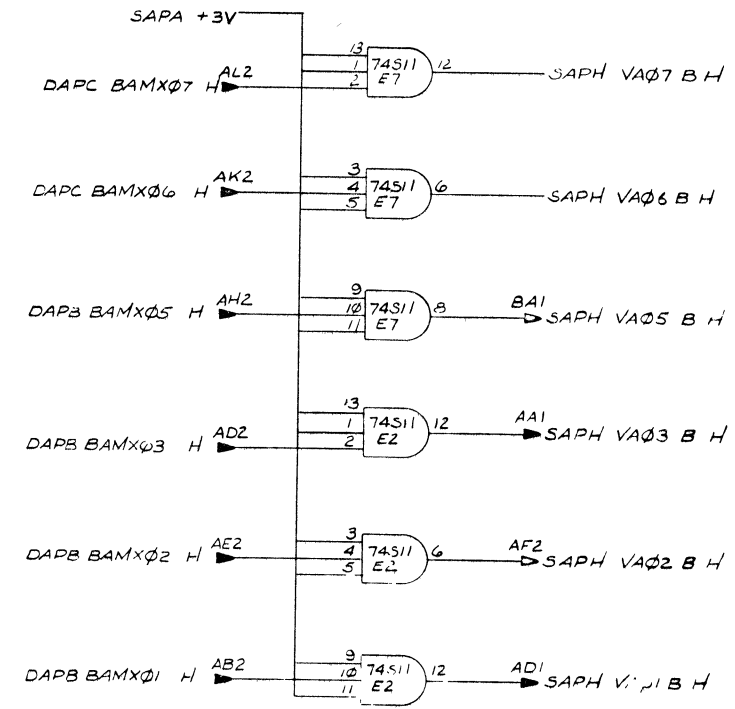 SAPA +3V
DAPC BAMXØ7 H AL2 13 1 2 74S11 E7 12 SAPH VAØ7 B H
DAPC BAMXØ6 H AK2 3 4 5 74S11 E7 6 SAPH VAØ6 B H
DAPB BAMXØ5 H AH2 9 1Ø 11 74S11 E7 8 BA1 SAPH VAØ5 B H
DAPB BAMXØ3 H AD2 13 1 2 74S11 E2 12 AA1 SAPH VAØ3 B H
DAPB BAMXØ2 H AE2 3 4 5 74S11 E2 6 AF2 SAPH VAØ2 B H
DAPB BAMXØ1 H AB2 9 1Ø 11 74S11 E2 12 AD1 SAPH B H